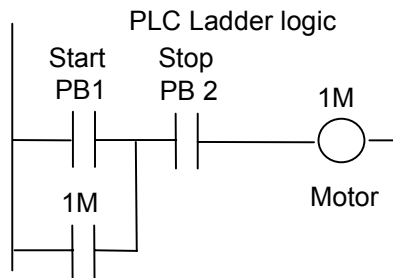 PLC Ladder logic
Start
PB1
Stop
PB 2
1M
Motor
1M